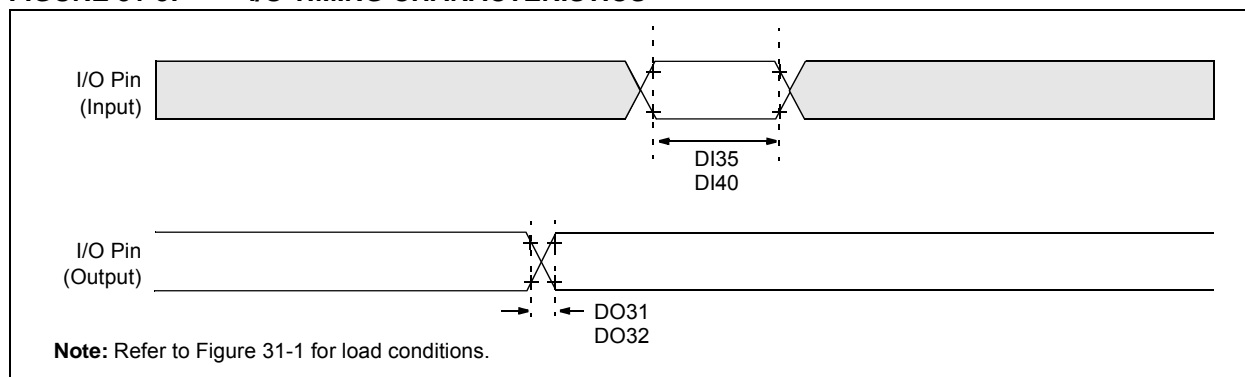 I/O Pin
(Input)
DI35
DI40
I/O Pin
(Output)
DO31
DO32
Note: Refer to Figure 31-1 for load conditions.